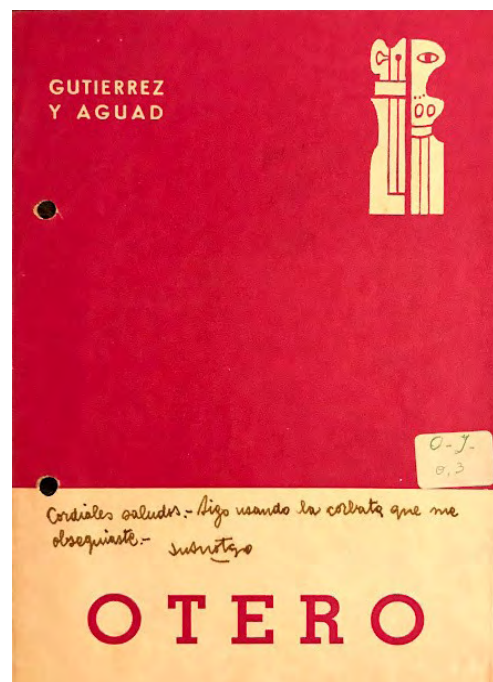 GUTIERREZ
Y AGUAD
O-J-
8,3
Cordiales saludos.- Sigo usando la corbata que me
obsequiaste.-
OTERO